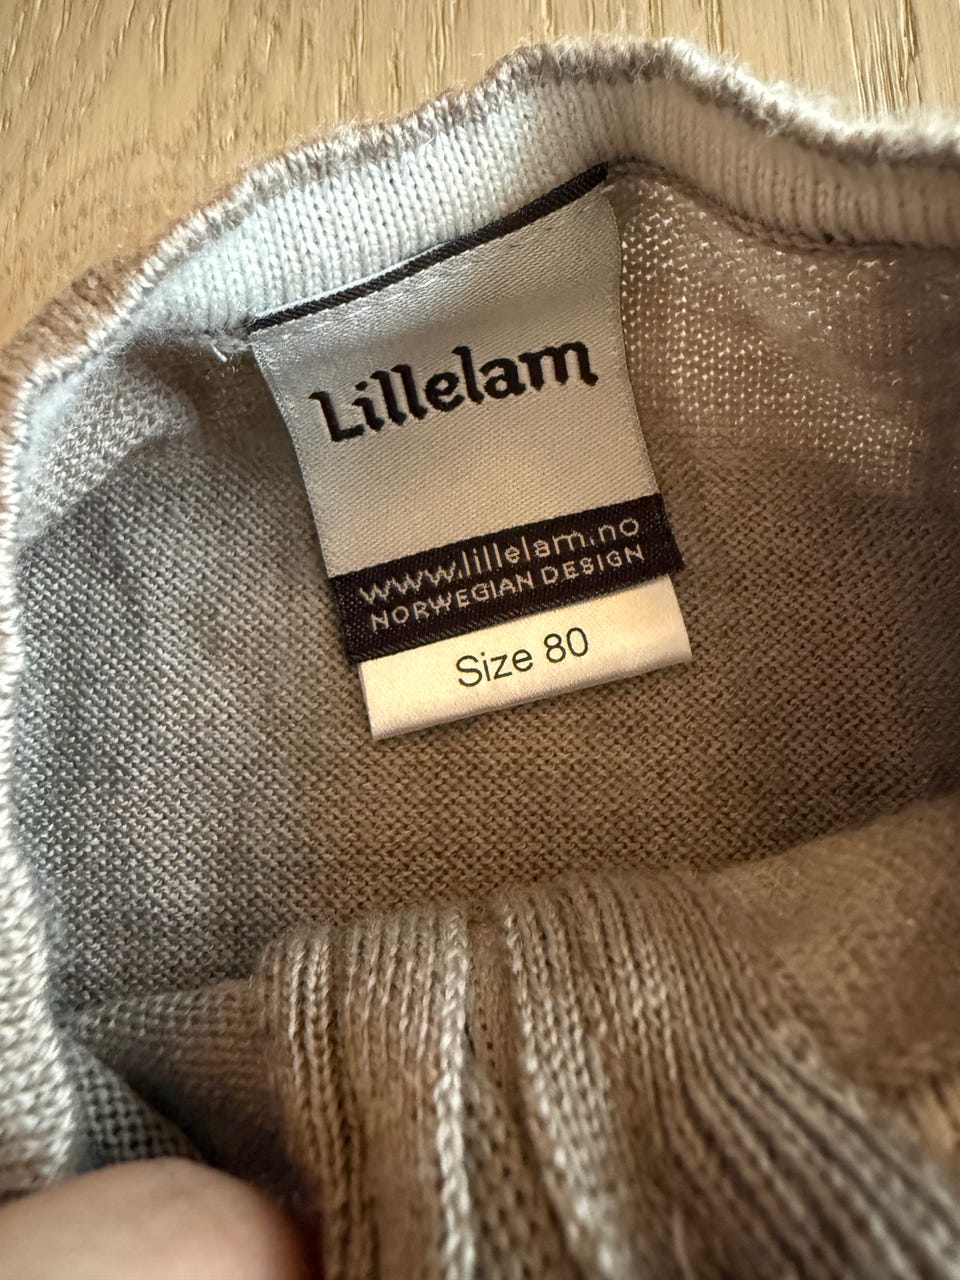 Lillelam
www.lillelam.no
NORWEGIAN DESIGN
Size 80